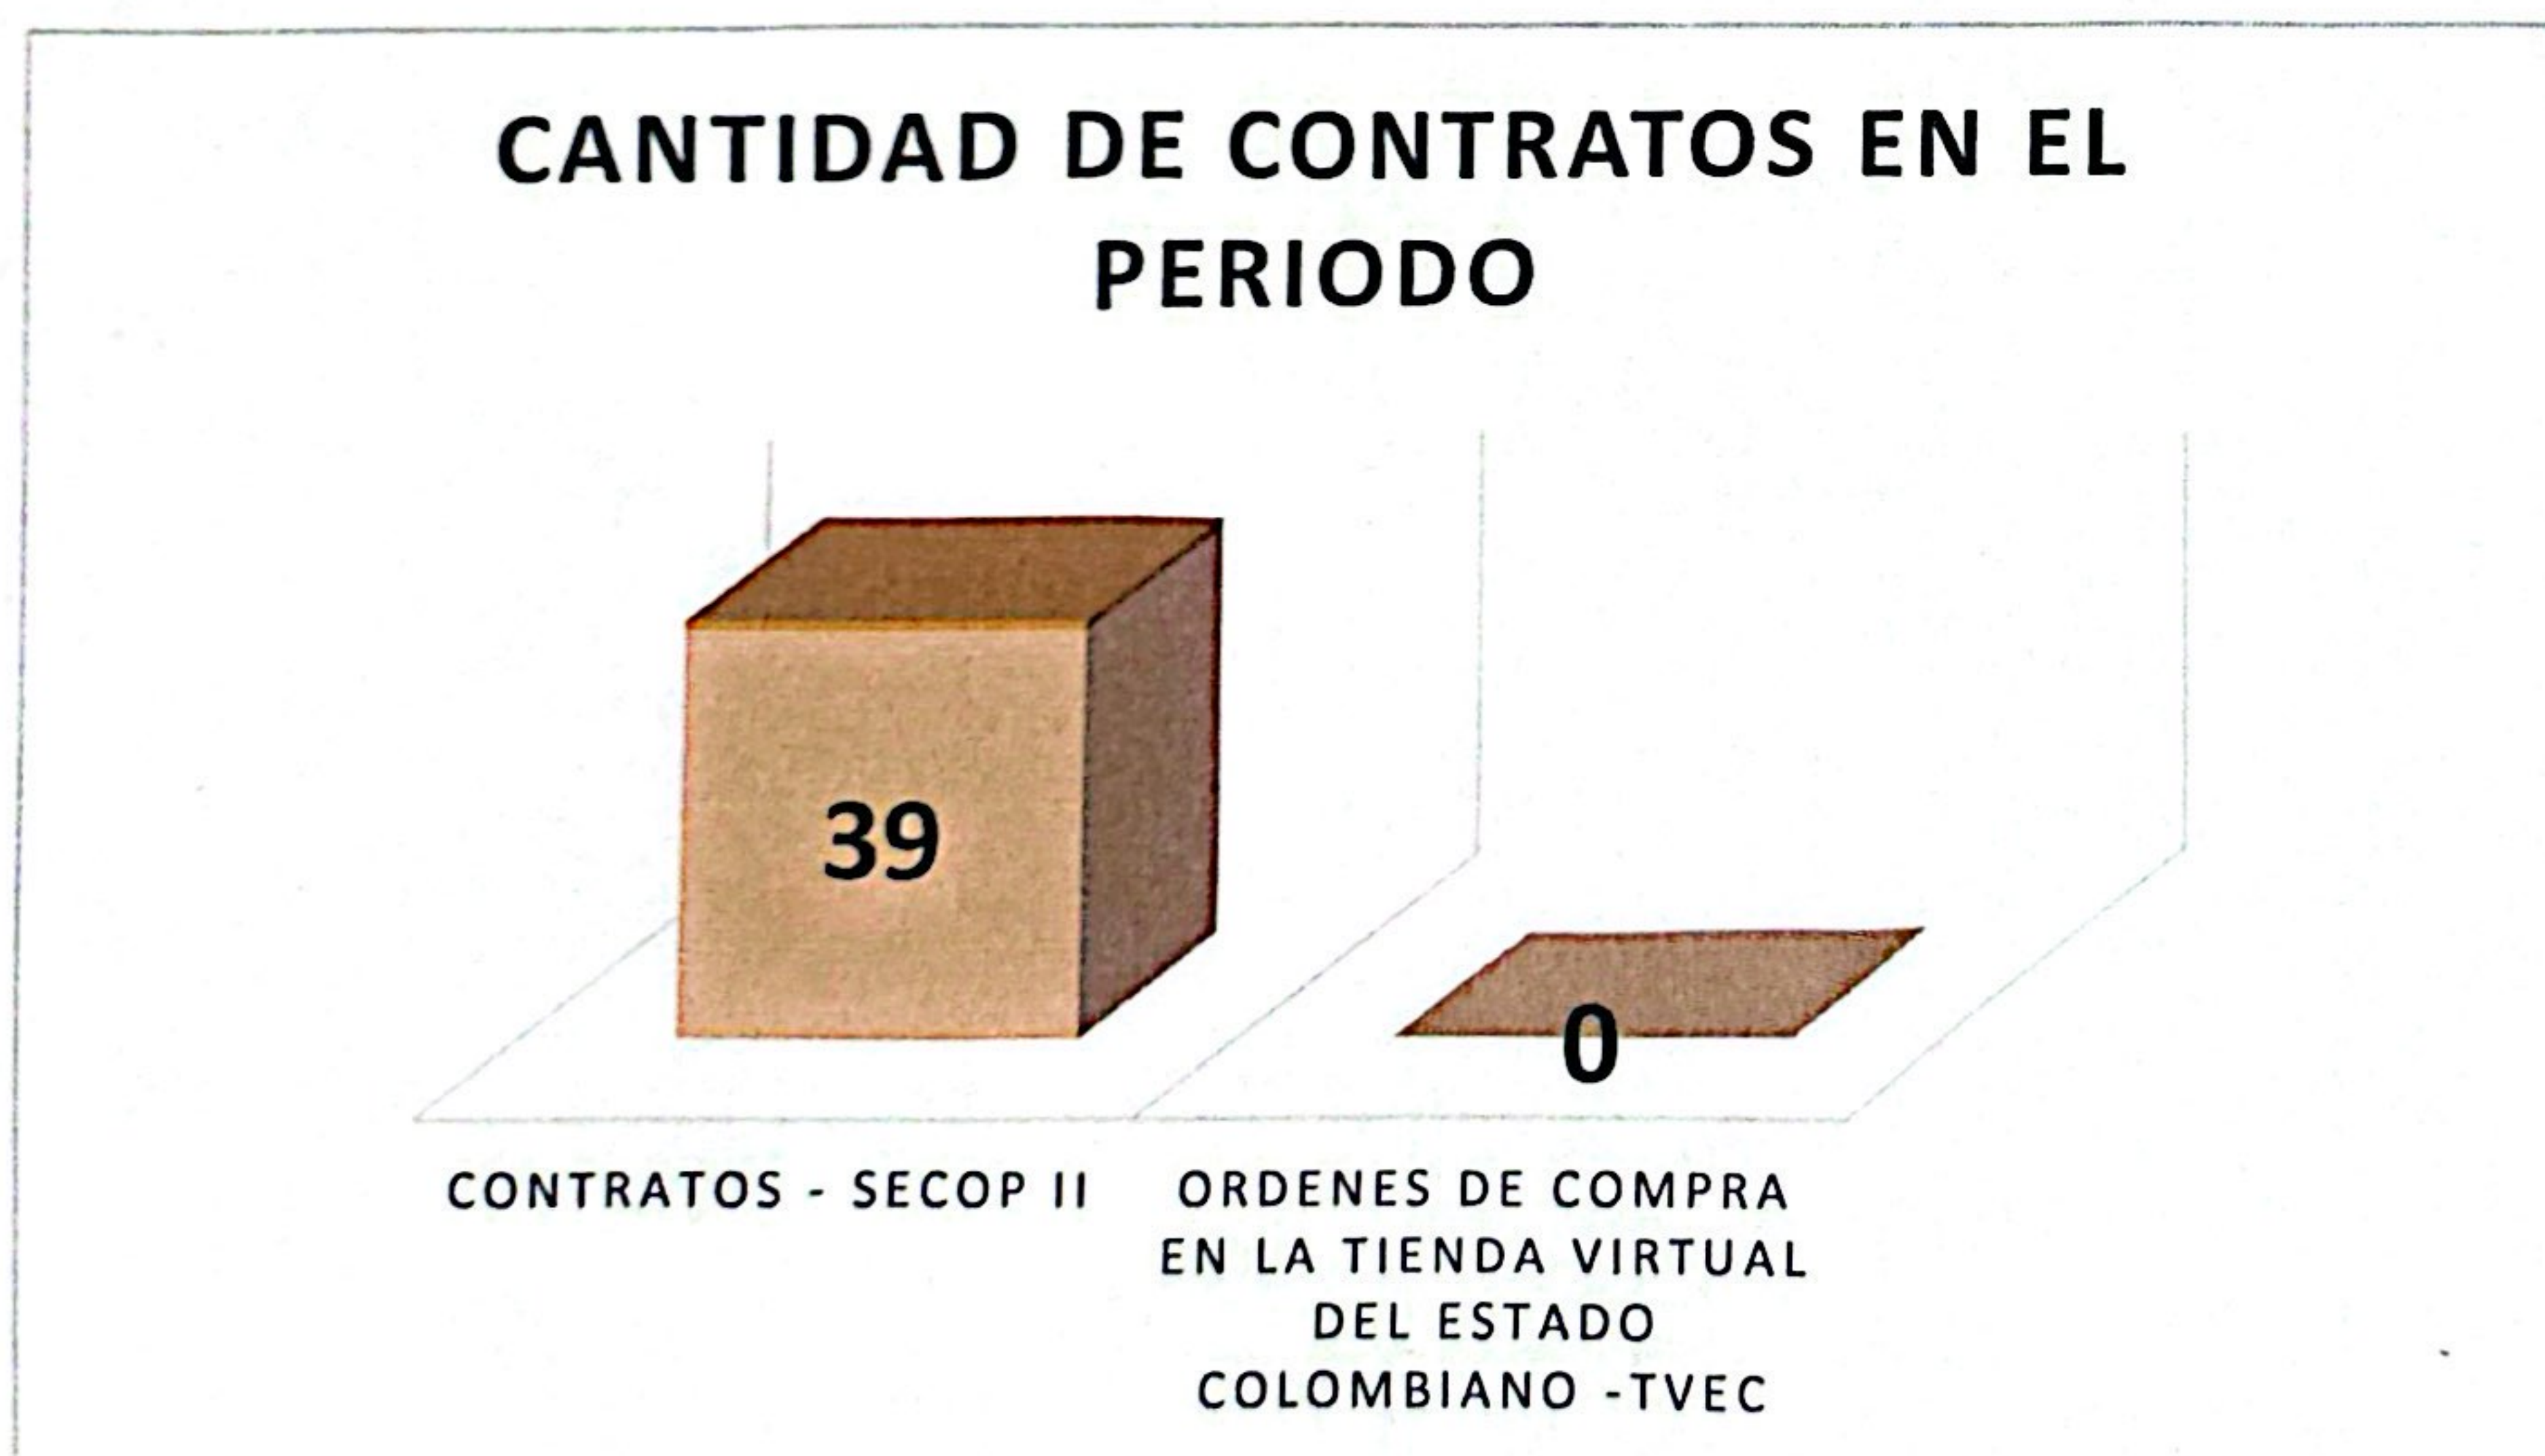 CANTIDAD DE CONTRATOS EN EL
PERIODO
39
0
CONTRATOS - SECOP II
ORDENES DE COMPRA
EN LA TIENDA VIRTUAL
DEL ESTADO
COLOMBIANO -TVEC